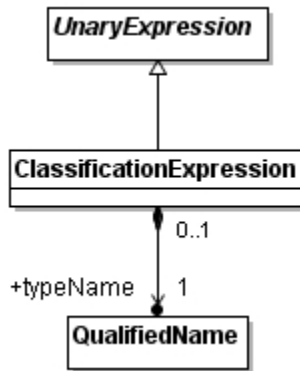 UnaryExpression
ClassificationExpression
0..1
+typeName 1
QualifiedName